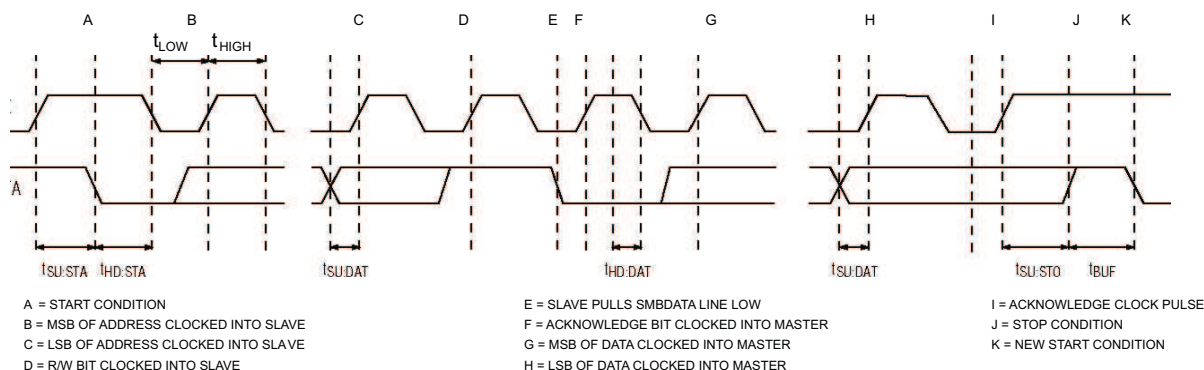 A B C D E F G H I J K
tLOW tHIGH
A
tSU:STA tHD:STA tSU:DAT tHD:DAT tSU:DAT tSU:STO tBUF
A = START CONDITION
B = MSB OF ADDRESS CLOCKED INTO SLAVE
C = LSB OF ADDRESS CLOCKED INTO SLAVE
D = R/W BIT CLOCKED INTO SLAVE
E = SLAVE PULLS SMBDATA LINE LOW
F = ACKNOWLEDGE BIT CLOCKED INTO MASTER
G = MSB OF DATA CLOCKED INTO MASTER
H = LSB OF DATA CLOCKED INTO MASTER
I = ACKNOWLEDGE CLOCK PULSE
J = STOP CONDITION
K = NEW START CONDITION